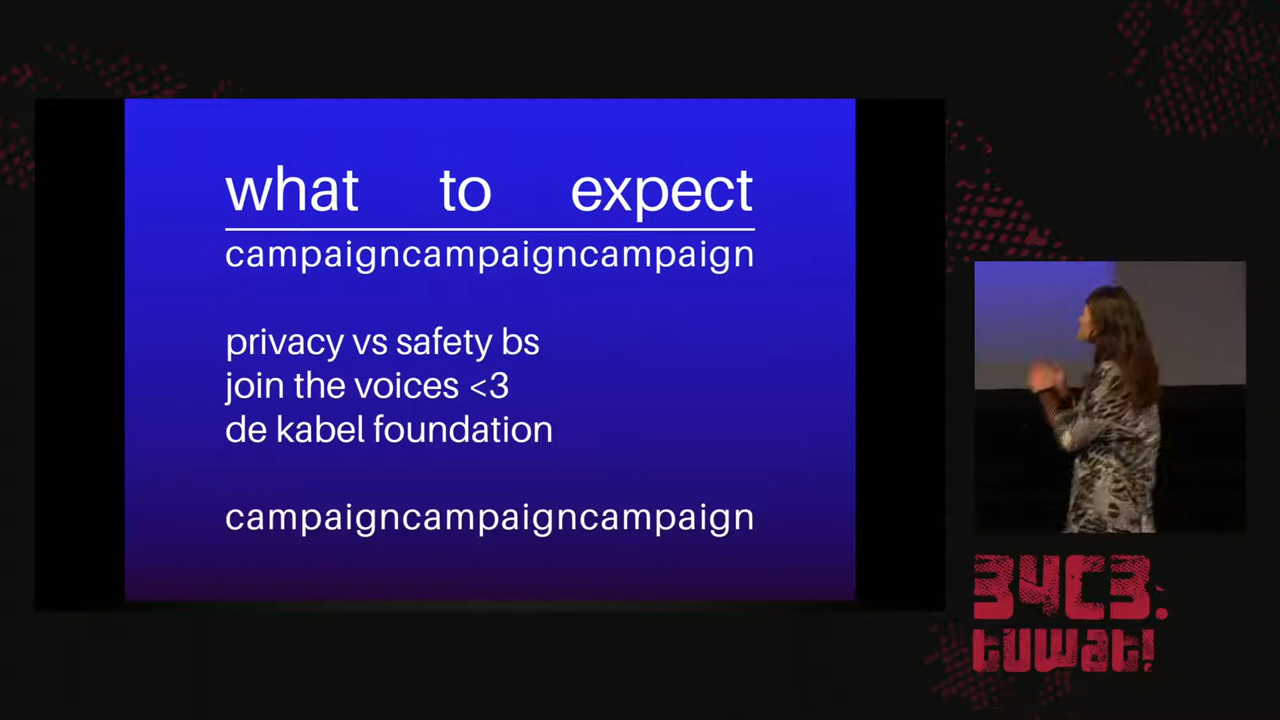 what to expect
campaigncampaigncampaign
privacy vs safety bs
join the voices <3
de kabel foundation
campaigncampaigncampaign
34C3.
tuwat!